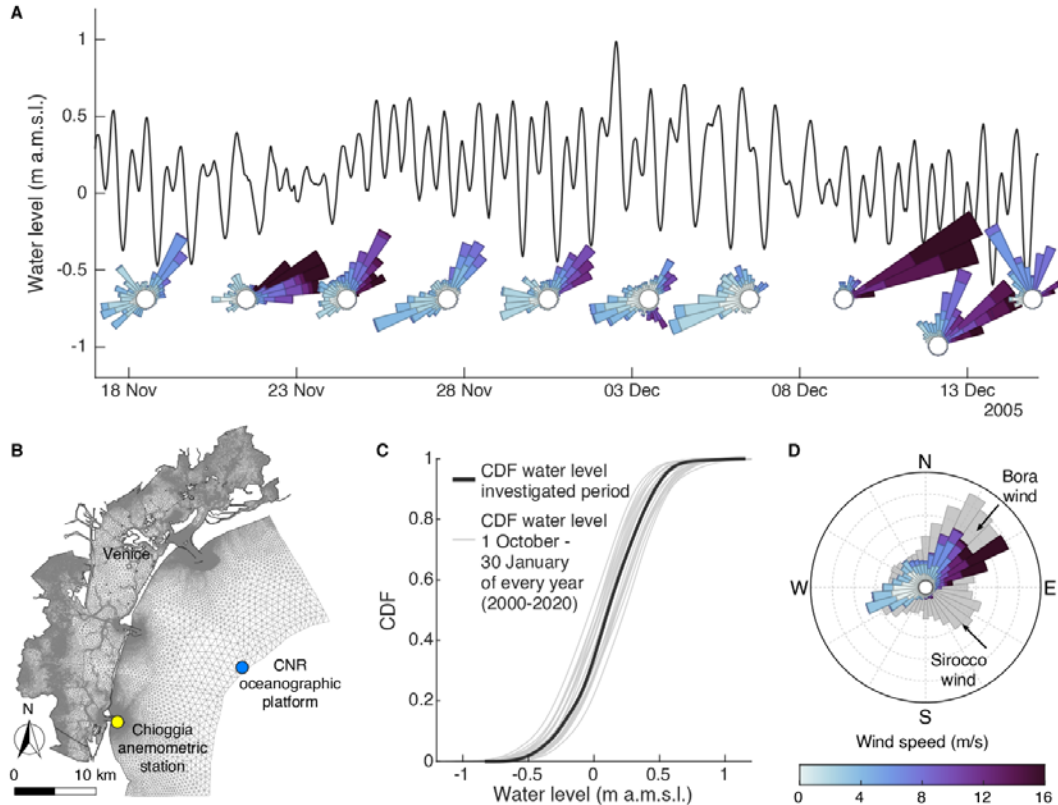 A
Water level (m a.m.s.l.)
1
0.5
0
-0.5
-1
18 Nov
23 Nov
28 Nov
03 Dec
08 Dec
13 Dec
2005
B
Venice
CNR
oceanographic
platform
Chioggia
anemometric
station
N
0
10 km
C
CDF
1
0.8
0.6
0.4
0.2
0
CDF water level
investigated period
CDF water level
1 October -
30 January
of every year
(2000-2020)
-1
-0.5
0
0.5
1
Water level (m a.m.s.l.)
D
N
Bora
wind
W
E
Sirocco
wind
S
Wind speed (m/s)
0
4
8
12
16